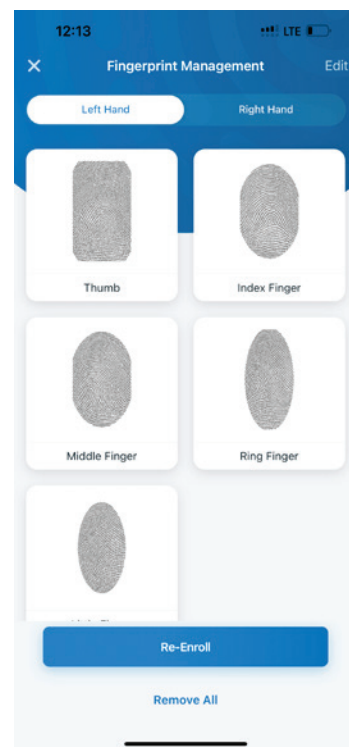 12:13 LTE
Fingerprint Management Edit
Left Hand Right Hand
Thumb Index Finger
Middle Finger Ring Finger
Re-Enroll
Remove All